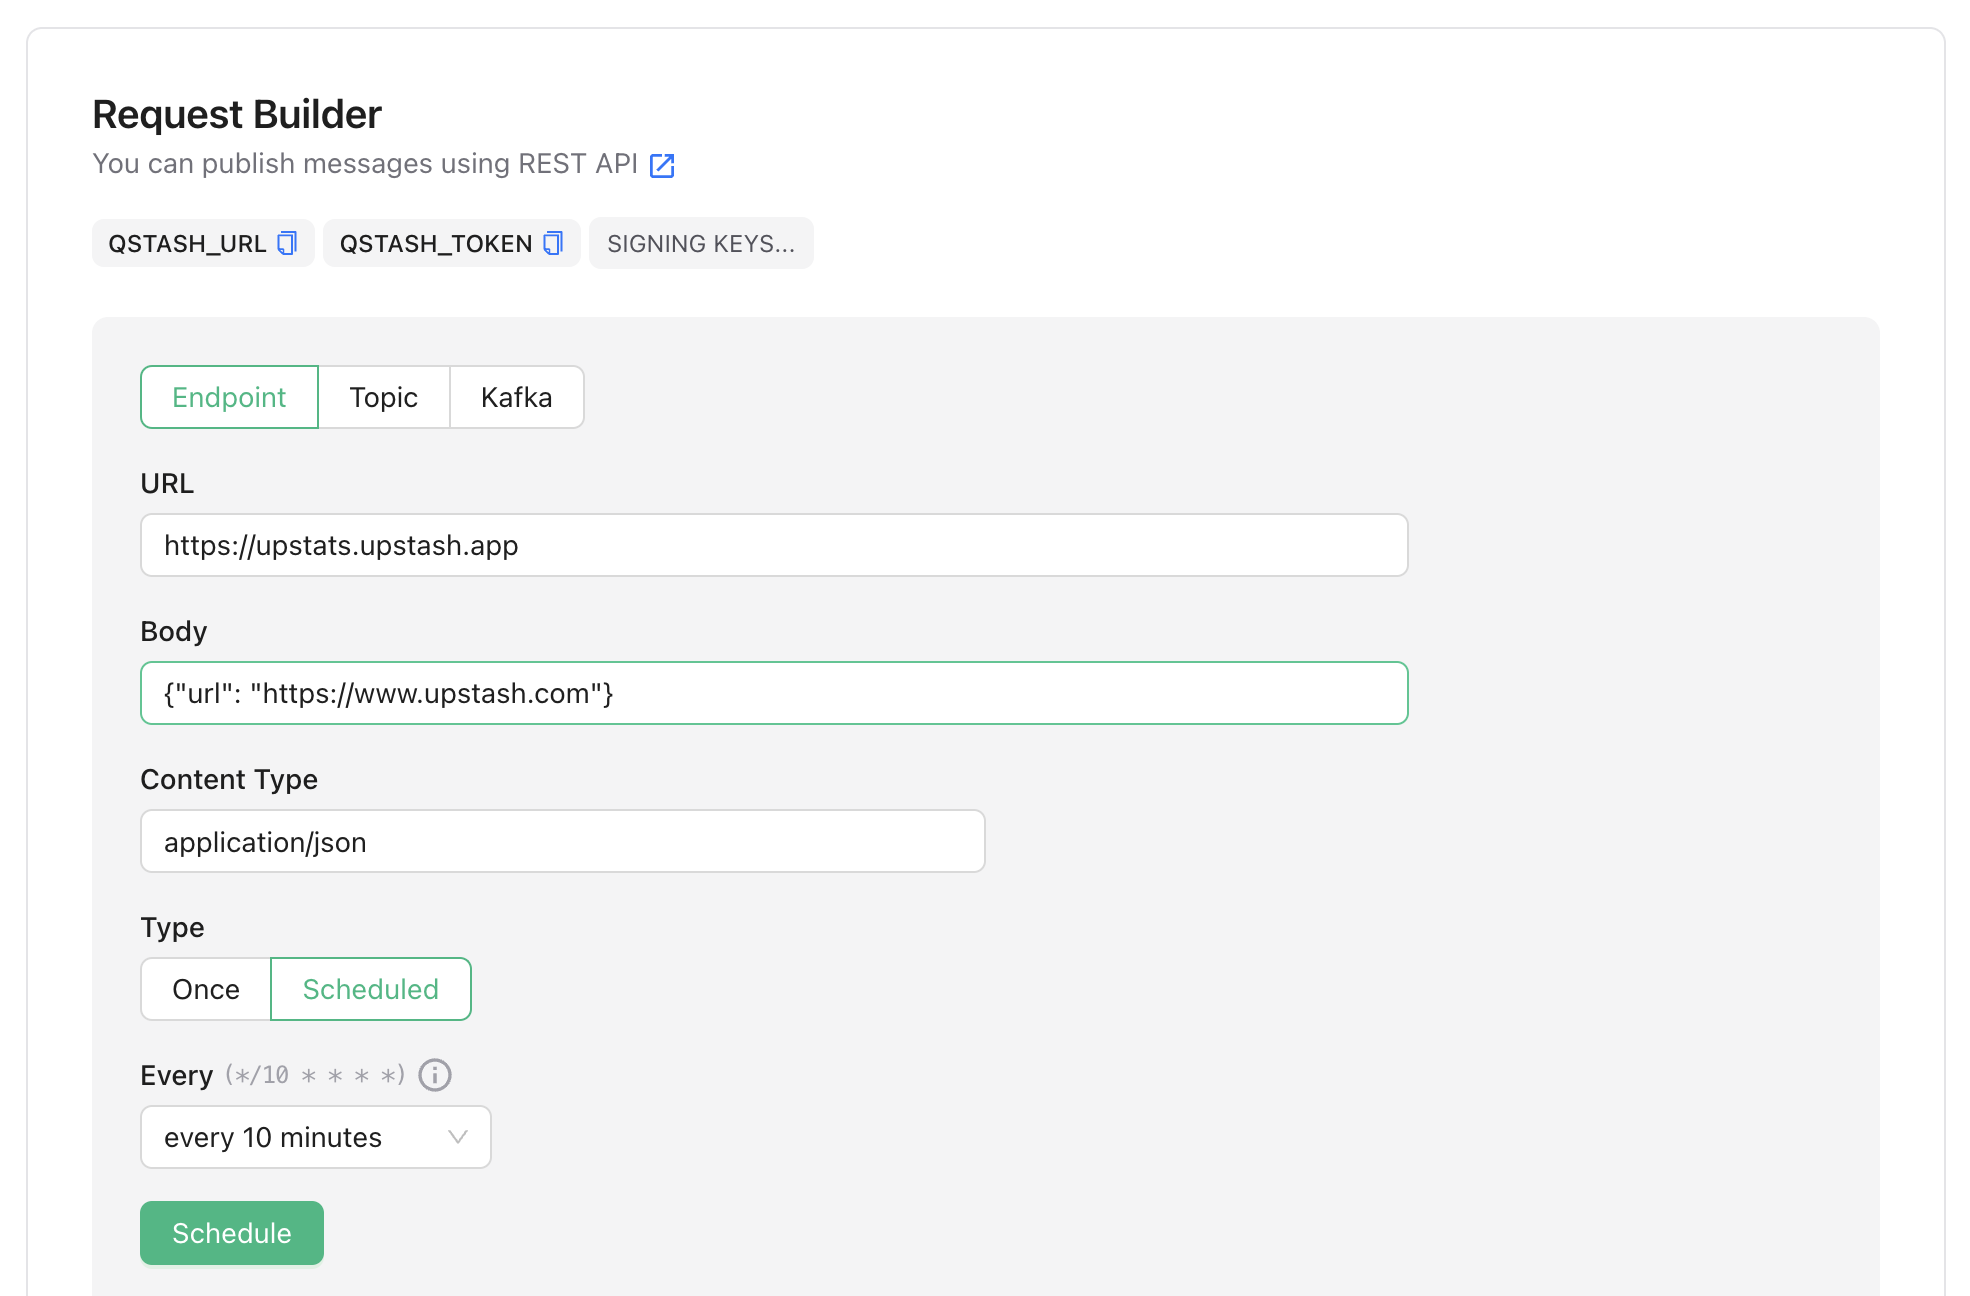 Request Builder
You can publish messages using REST API
QSTASH_URL QSTASH_TOKEN SIGNING KEYS...
Endpoint Topic Kafka
URL
https://upstats.upstash.app
Body
{"url": "https://www.upstash.com"}
Content Type
application/json
Type
Once Scheduled
Every (*/10 * * * *)
every 10 minutes
Schedule